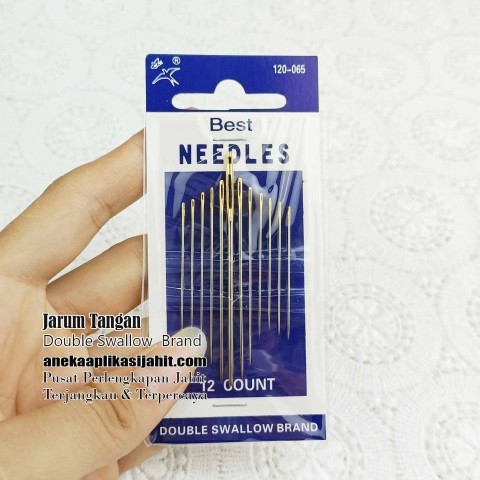 120-065
®
Best
NEEDLES
Jarum Tangan
Double Swallow Brand
anekaaplikasijahit.com
Pusat Perlengkapan Jahit
Terjangkau & Terpercaya
12 COUNT
DOUBLE SWALLOW BRAND